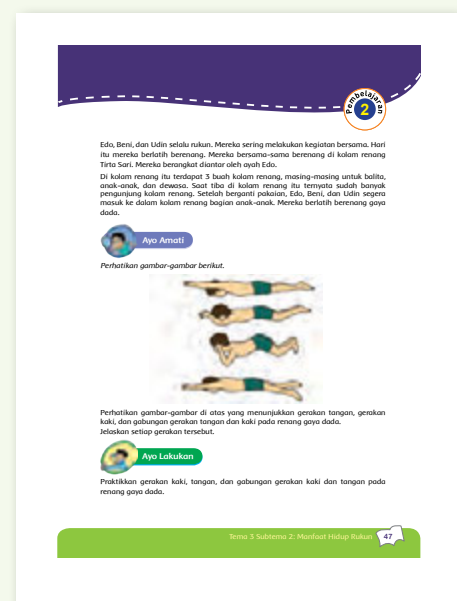 Pembelajaran
2
Edo, Beni, dan Udin selalu rukun. Mereka sering melakukan kegiatan bersama. Hari
itu mereka berlatih berenang. Mereka bersama-sama berenang di kolam renang
Tirta Sari. Mereka berangkat diantar oleh ayah Edo.
Di kolam renang itu terdapat 3 buah kolam renang, masing-masing untuk balita,
anak-anak, dan dewasa. Saat tiba di kolam renang itu ternyata sudah banyak
pengunjung kolam renang. Setelah berganti pakaian, Edo, Beni, dan Udin segera
masuk ke dalam kolam renang bagian anak-anak. Mereka berlatih berenang gaya
dada.
Ayo Amati
Perhatikan gambar-gambar berikut.
Perhatikan gambar-gambar di atas yang menunjukkan gerakan tangan, gerakan
kaki, dan gabungan gerakan tangan dan kaki pada renang gaya dada.
Jelaskan setiap gerakan tersebut.
Ayo Lakukan
Praktikkan gerakan kaki, tangan, dan gabungan gerakan kaki dan tangan pada
renang gaya dada.
Tema 3 Subtema 2: Manfaat Hidup Rukun
47